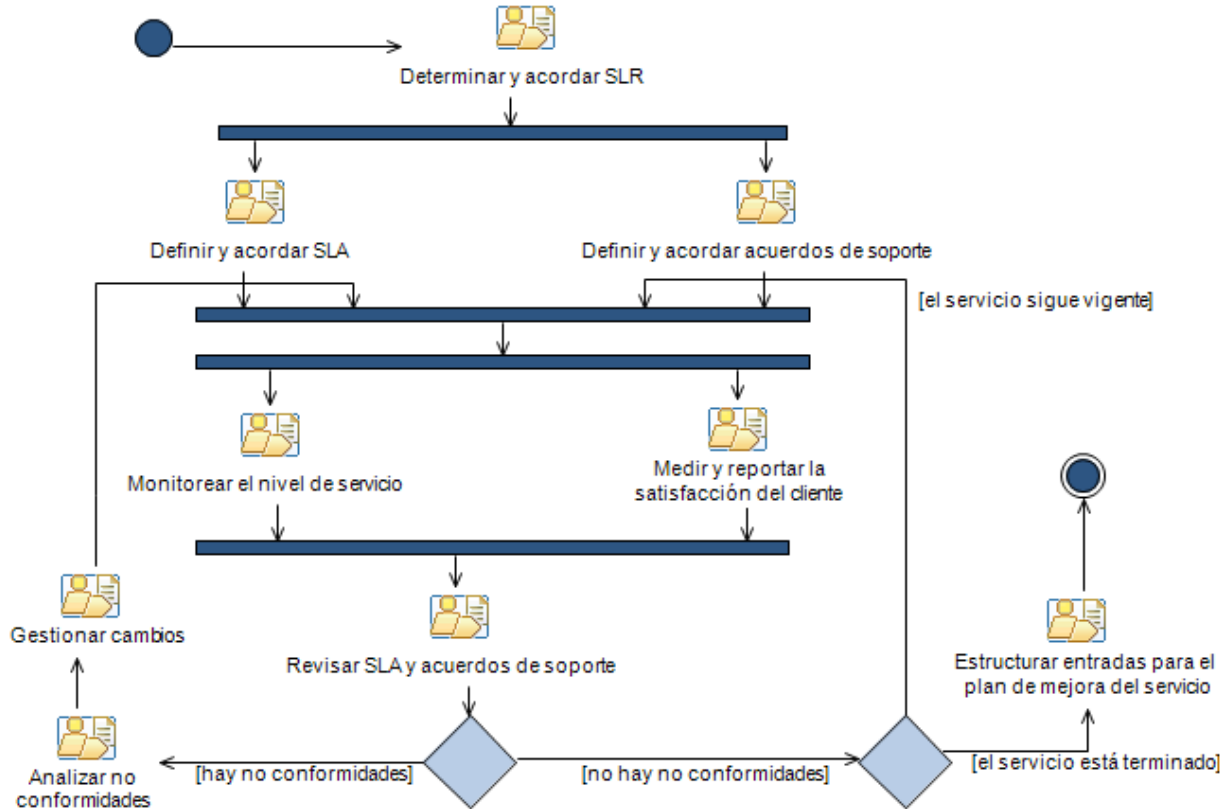 Determinar y acordar SLR
Definir y acordar SLA
Definir y acordar acuerdos de soporte
[el servicio sigue vigente]
Monitorear el nivel de servicio
Medir y reportar la
satisfacción del cliente
Gestionar cambios
Revisar SLA y acuerdos de soporte
Estructurar entradas para el
plan de mejora del servicio
Analizar no
conformidades
[hay no conformidades]
[no hay no conformidades]
[el servicio está terminado]